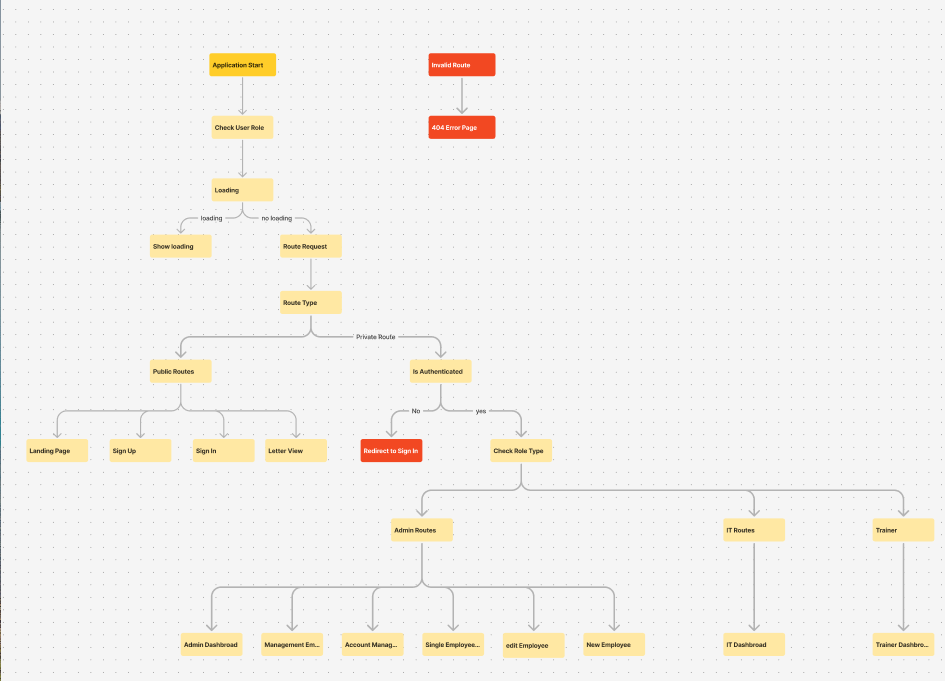 Application Start
Invalid Route
Check User Role
404 Error Page
Loading
loading
no loading
Show loading
Route Request
Route Type
Private Route
Public Routes
Is Authenticated
No
yes
Landing Page
Sign Up
Sign In
Letter View
Redirect to Sign In
Check Role Type
Admin Routes
IT Routes
Trainer
Admin Dashbroad
Management Em...
Account Manag...
Single Employee...
edit Employee
New Employee
IT Dashbroad
Trainer Dashbro...